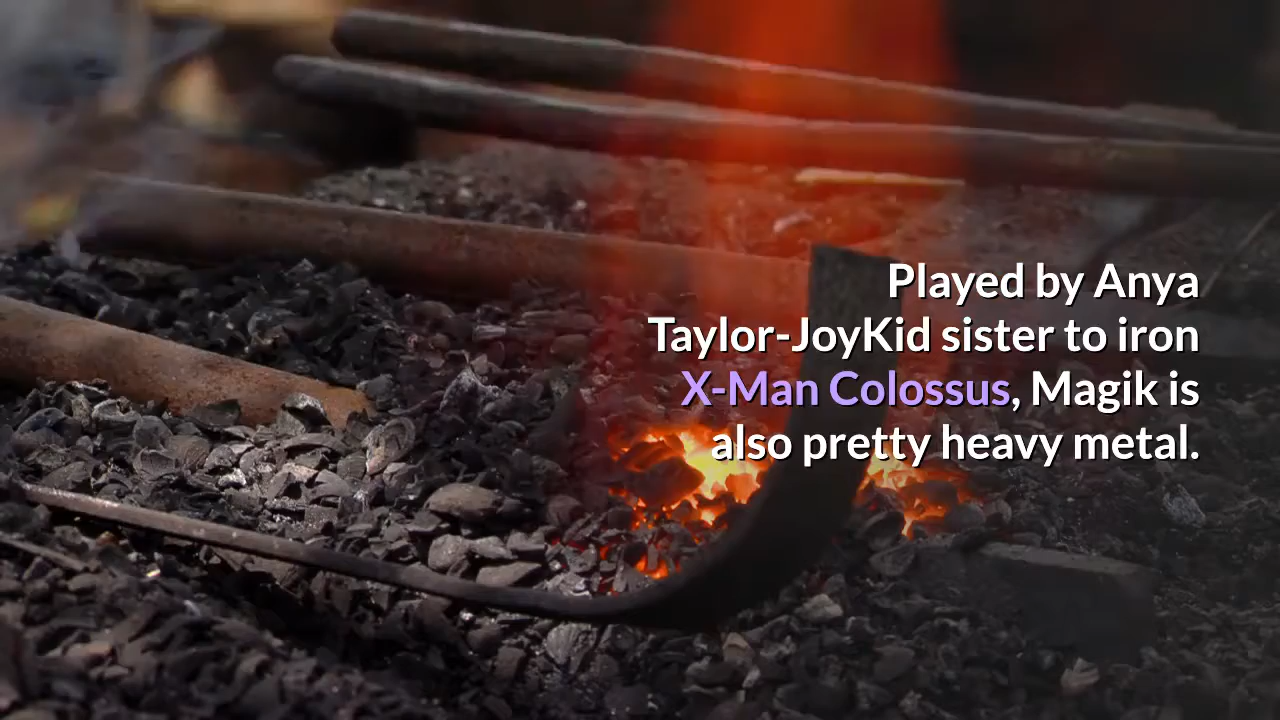 Played by Anya
Taylor-JoyKid sister to iron
X-Man Colossus, Magik is
also pretty heavy metal.